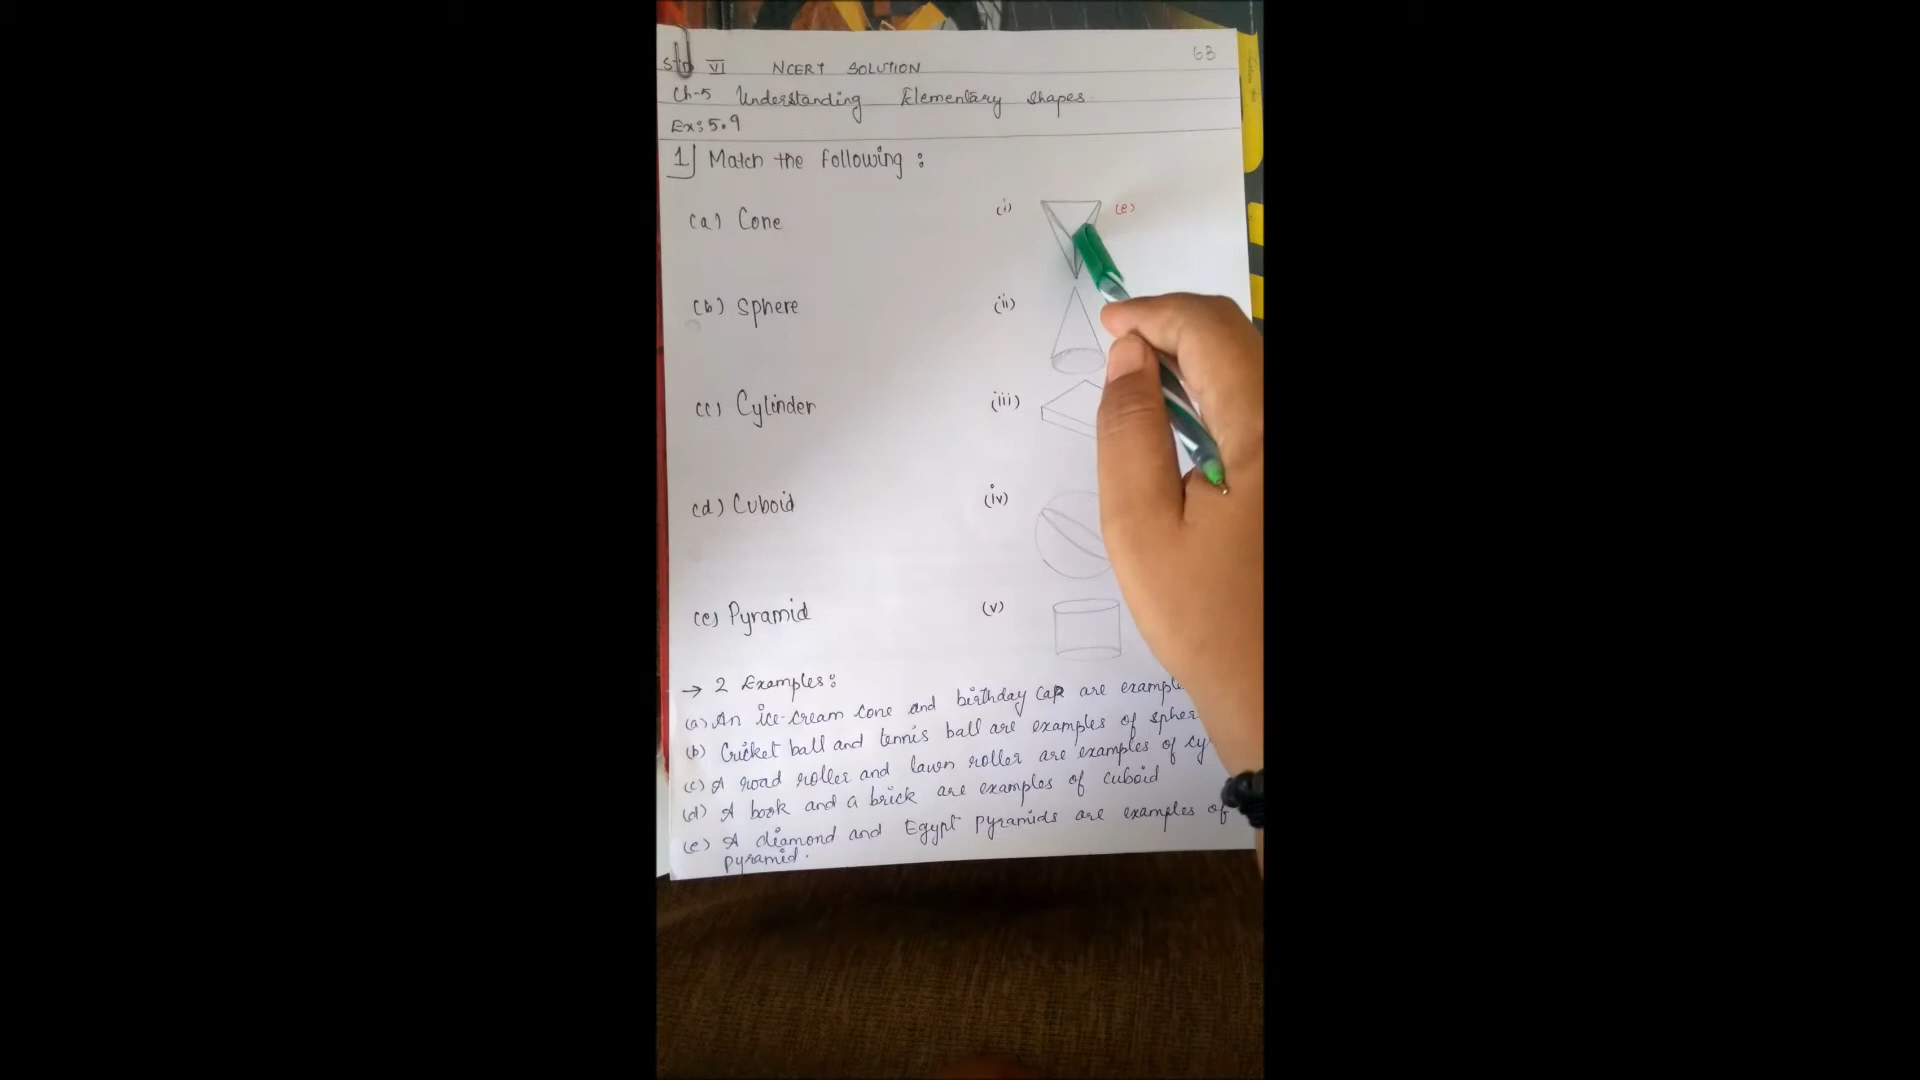 Std VI NCERT SOLUTION 63
Ch-5 Understanding Elementary Shapes
Ex: 5.9
1) Match the following :
(a) Cone (i) (e)
(b) Sphere (ii)
(c) Cylinder (iii)
(d) Cuboid (iv)
(e) Pyramid (v)
→ 2 Examples:
(a) An ice-cream cone and birthday cap are
(b) Cricket ball and tennis ball are examples of
(c) A road roller and lawn roller are examples of
(d) A book and a brick are examples of cuboid
(e) A diamond and Egypt pyramids are examples of
pyramid.